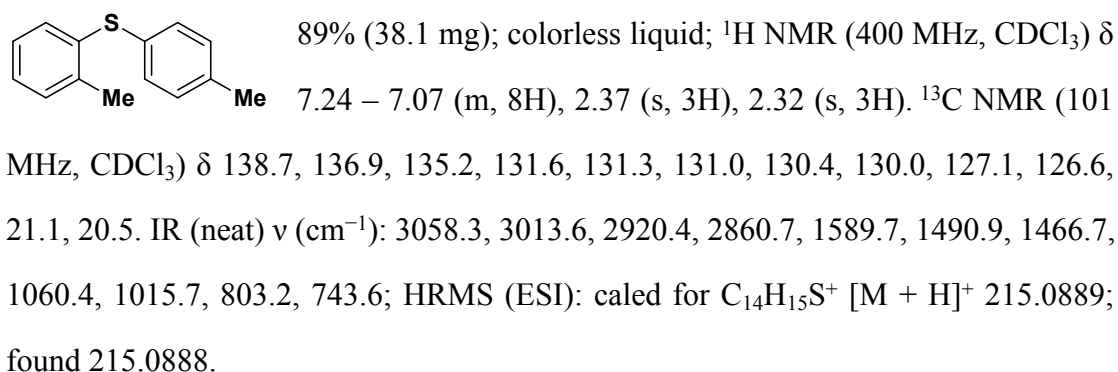 S
Me
Me
89% (38.1 mg); colorless liquid; ¹H NMR (400 MHz, CDCl₃) δ
7.24 – 7.07 (m, 8H), 2.37 (s, 3H), 2.32 (s, 3H). ¹³C NMR (101
MHz, CDCl₃) δ 138.7, 136.9, 135.2, 131.6, 131.3, 131.0, 130.4, 130.0, 127.1, 126.6,
21.1, 20.5. IR (neat) ν (cm⁻¹): 3058.3, 3013.6, 2920.4, 2860.7, 1589.7, 1490.9, 1466.7,
1060.4, 1015.7, 803.2, 743.6; HRMS (ESI): caled for C₁₄H₁₅S⁺ [M + H]⁺ 215.0889;
found 215.0888.